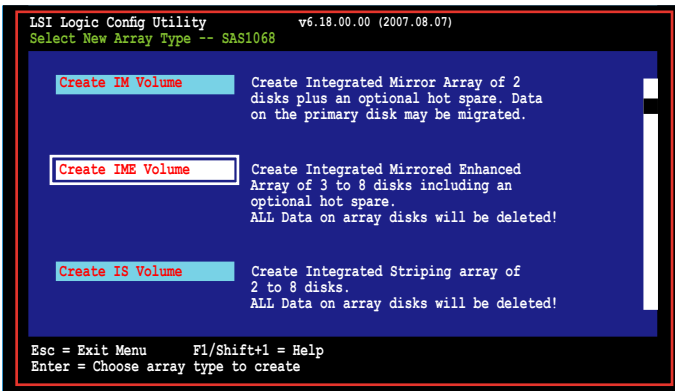 LSI Logic Config Utility v6.18.00.00 (2007.08.07)
Select New Array Type -- SAS1068
Create IM Volume
Create Integrated Mirror Array of 2
disks plus an optional hot spare. Data
on the primary disk may be migrated.
Create IME Volume
Create Integrated Mirrored Enhanced
Array of 3 to 8 disks including an
optional hot spare.
ALL Data on array disks will be deleted!
Create IS Volume
Create Integrated Striping array of
2 to 8 disks.
ALL Data on array disks will be deleted!
Esc = Exit Menu F1/Shift+1 = Help
Enter = Choose array type to create